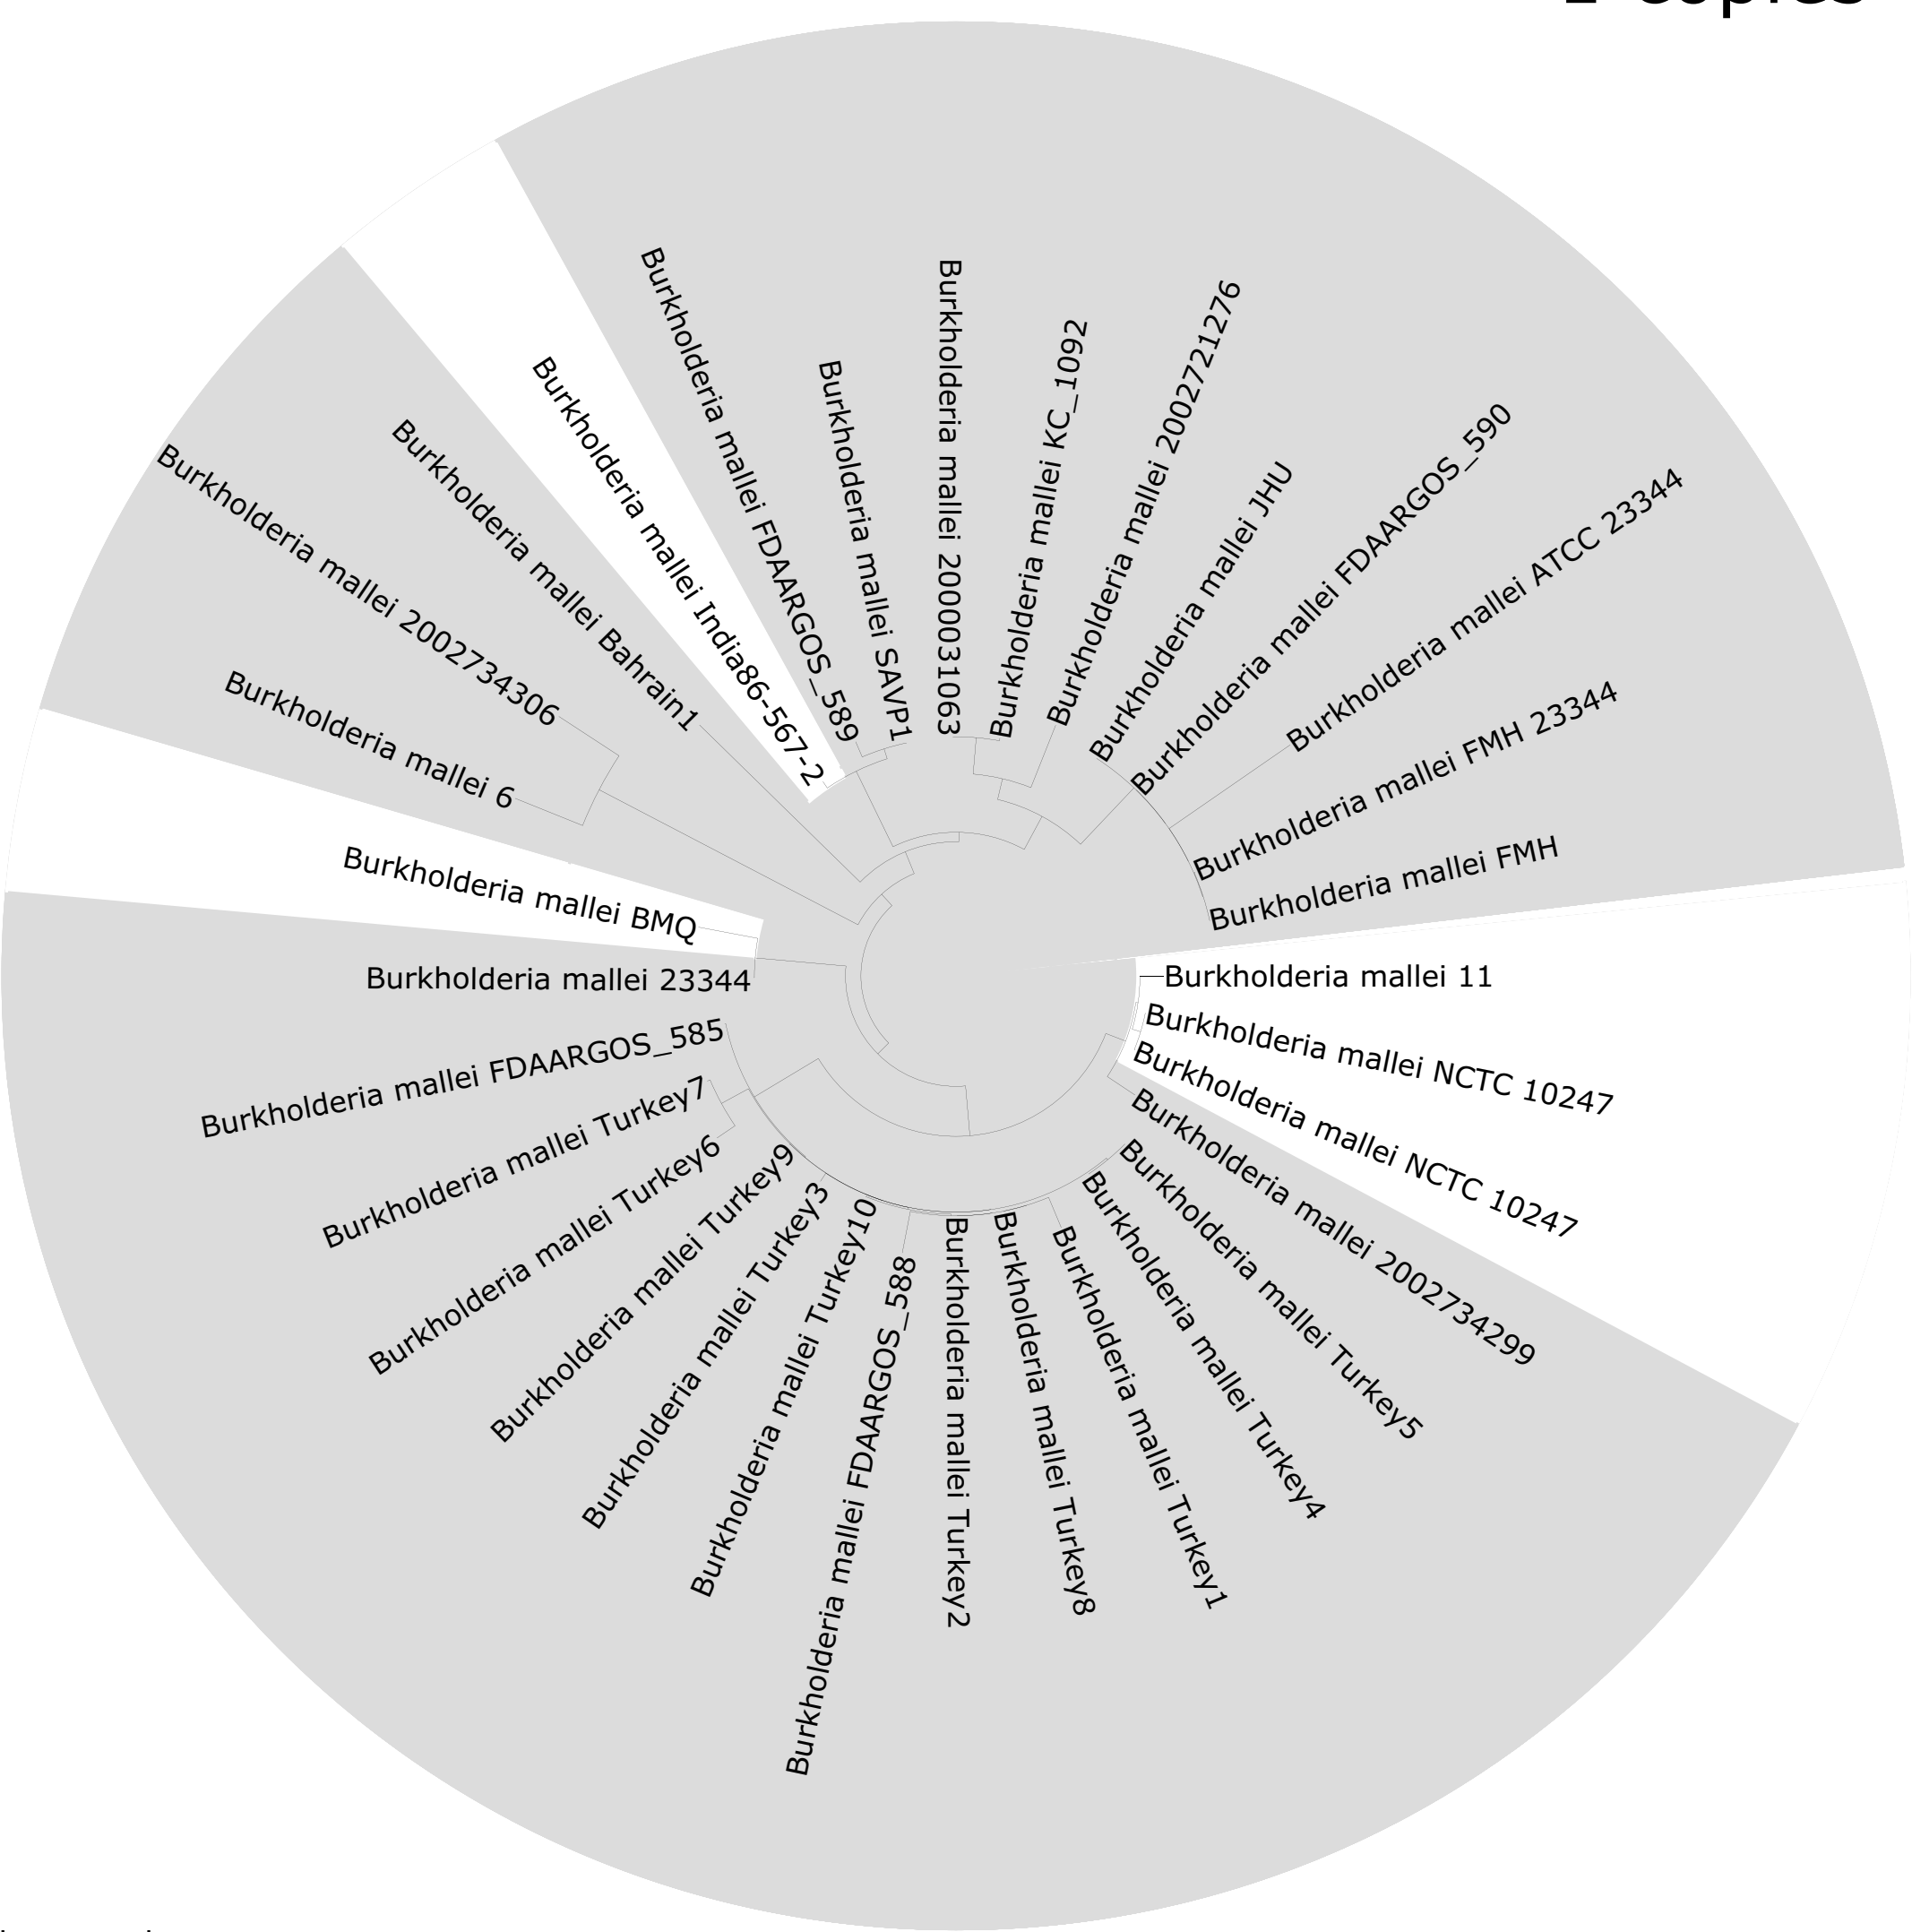 Burkholderia mallei FDAARGOS_589
Burkholderia mallei SAVP1
Burkholderia mallei 2000031063
Burkholderia mallei KC_1092
Burkholderia mallei 2002721276
Burkholderia mallei JHU
Burkholderia mallei FDAARGOS_590
Burkholderia mallei ATCC 23344
Burkholderia mallei FMH 23344
Burkholderia mallei FMH
Burkholderia mallei 11
Burkholderia mallei NCTC 10247
Burkholderia mallei NCTC 10247
Burkholderia mallei 2002734299
Burkholderia mallei Turkey5
Burkholderia mallei Turkey4
Burkholderia mallei Turkey1
Burkholderia mallei Turkey8
Burkholderia mallei Turkey2
Burkholderia mallei FDAARGOS_588
Burkholderia mallei Turkey10
Burkholderia mallei Turkey3
Burkholderia mallei Turkey9
Burkholderia mallei Turkey6
Burkholderia mallei Turkey7
Burkholderia mallei FDAARGOS_585
Burkholderia mallei 23344
Burkholderia mallei BMQ
Burkholderia mallei 6
Burkholderia mallei 2002734306
Burkholderia mallei Bahrain1
Burkholderia mallei India86-567-2